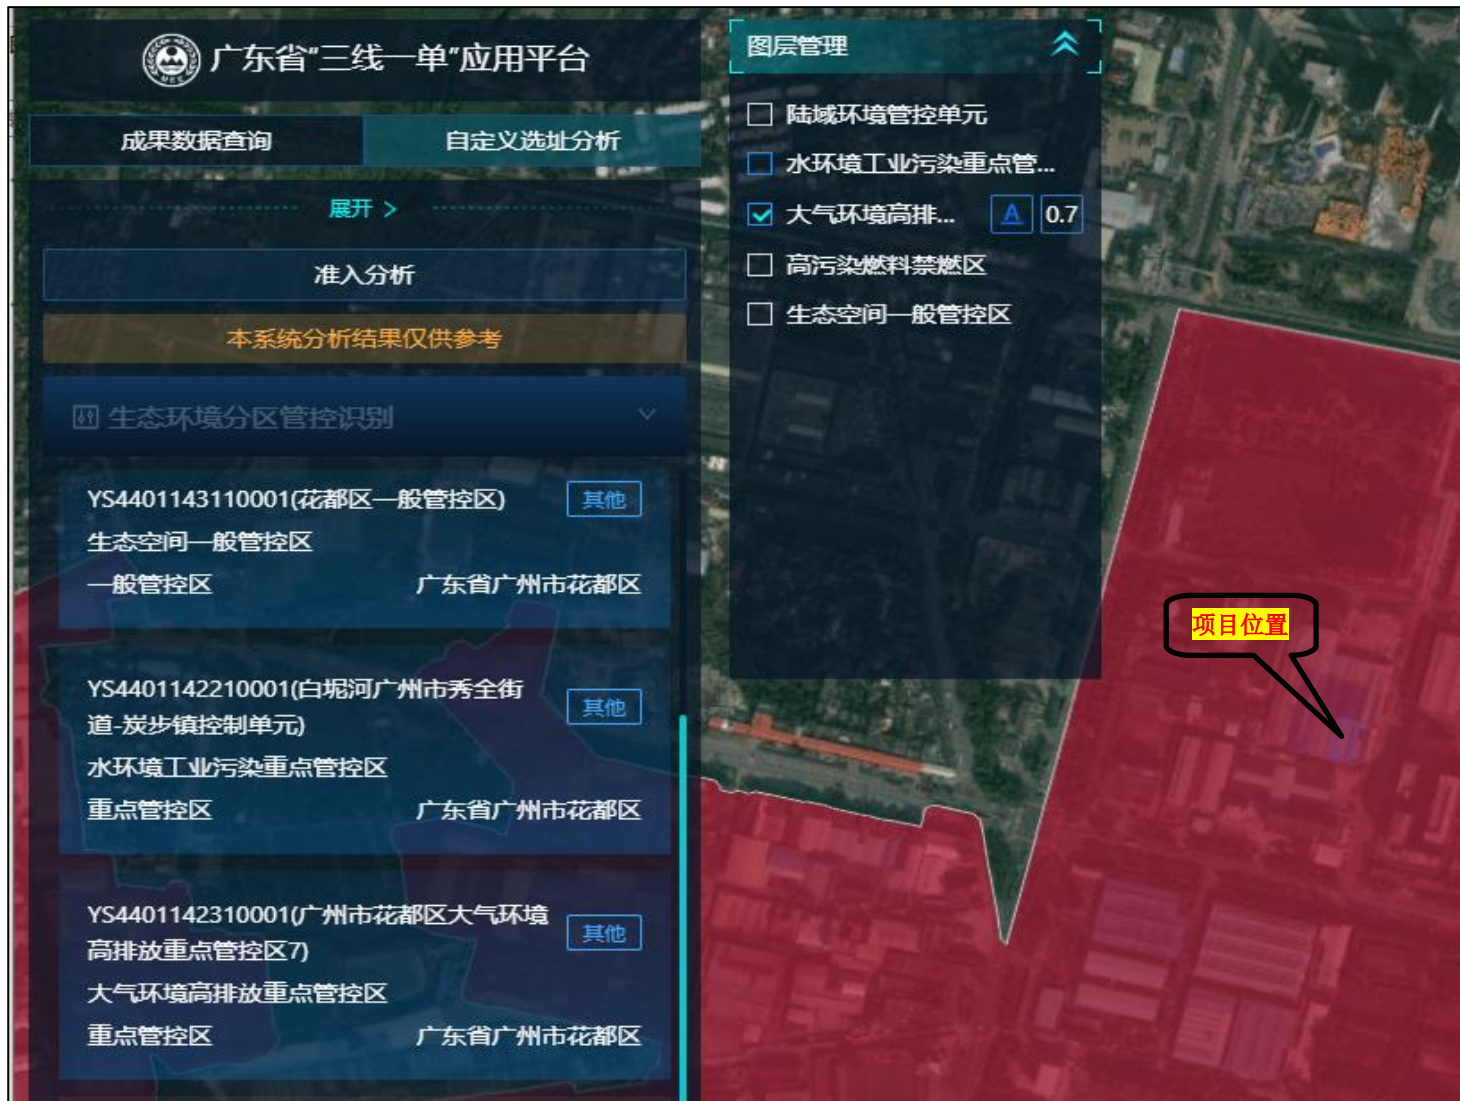 广东省"三线一单"应用平台
成果数据查询
自定义选址分析
展开 >
准入分析
本系统分析结果仅供参考
生态环境分区管控识别
YS4401143110001(花都区一般管控区)
其他
生态空间一般管控区
一般管控区
广东省广州市花都区
YS4401142210001(白坭河广州市秀全街
道-炭步镇控制单元)
其他
水环境工业污染重点管控区
重点管控区
广东省广州市花都区
YS4401142310001(广州市花都区大气环境
高排放重点管控区7)
其他
大气环境高排放重点管控区
重点管控区
广东省广州市花都区
图层管理
陆域环境管控单元
水环境工业污染重点管...
大气环境高排...
A
0.7
高污染燃料禁燃区
生态空间一般管控区
项目位置